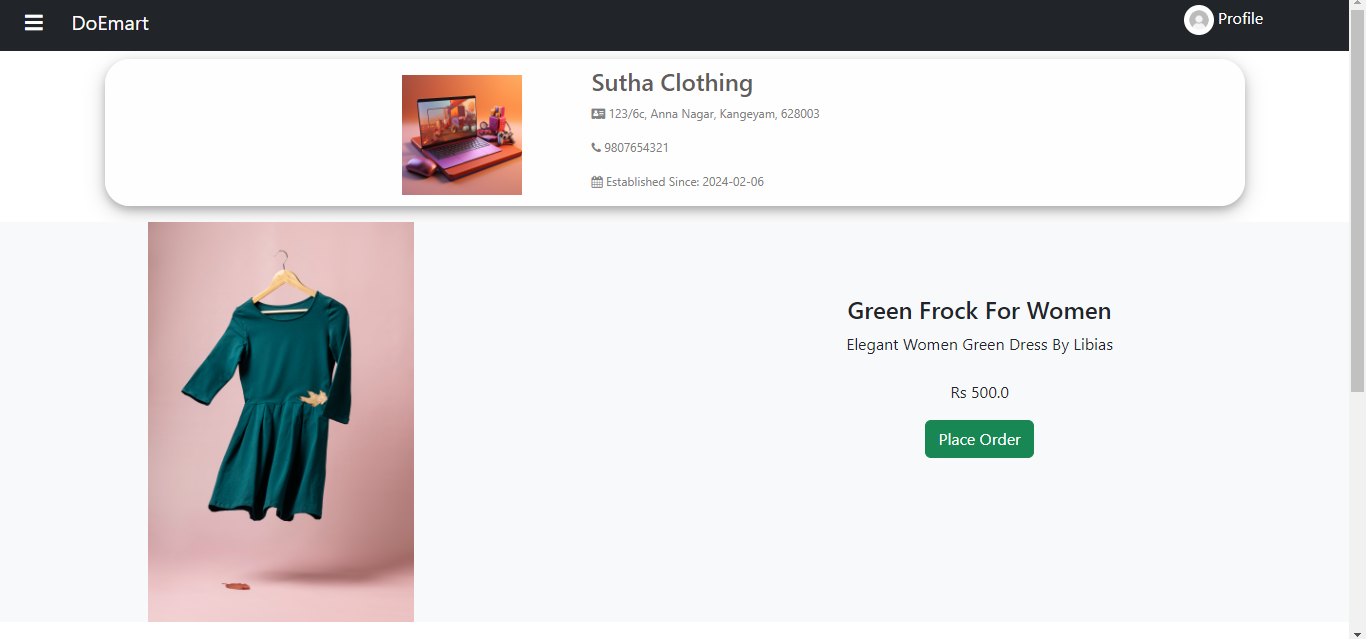 DoEmart
Profile
Sutha Clothing
123/6c, Anna Nagar, Kangeyam, 628003
9807654321
Established Since: 2024-02-06
Green Frock For Women
Elegant Women Green Dress By Libias
Rs 500.0
Place Order